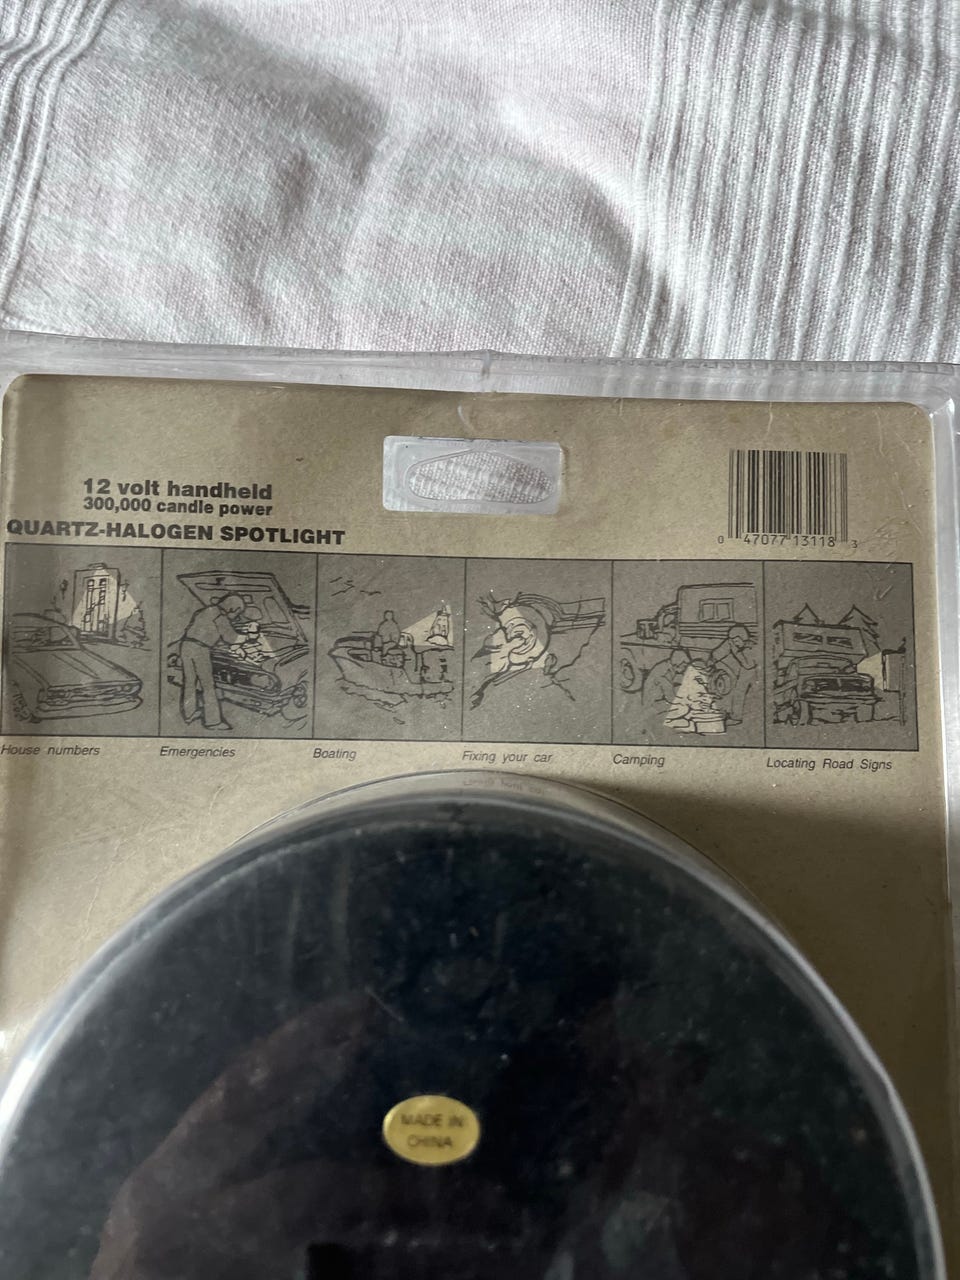 12 volt handheld
300,000 candle power
QUARTZ-HALOGEN SPOTLIGHT
0 47077 13118 3
House numbers
Emergencies
Boating
Fixing your car
Camping
Locating Road Signs
MADE IN
CHINA